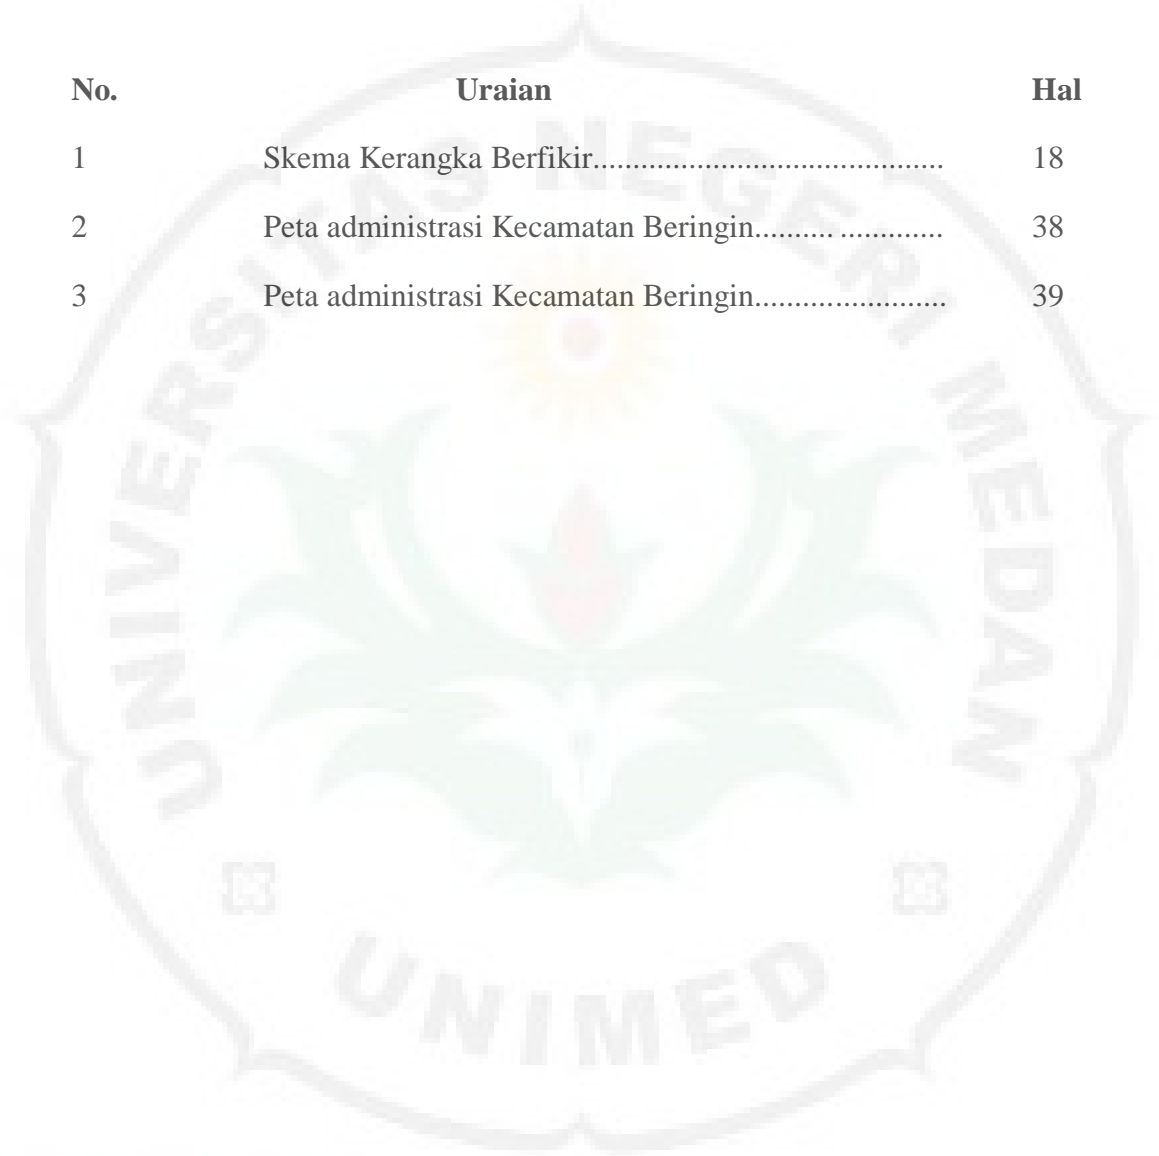 No. Uraian Hal
1 Skema Kerangka Berfikir............................................ 18
2 Peta administrasi Kecamatan Beringin.......... ............. 38
3 Peta administrasi Kecamatan Beringin........................ 39
UNIVERSITAS NEGERI MEDAN
UNIMED